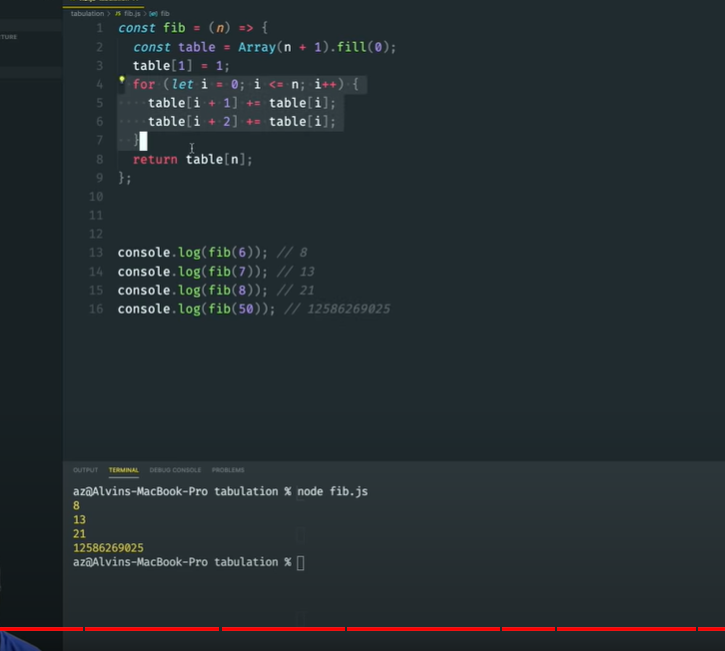 TURE
tabulation > JS fib.js > fib
1 const fib = (n) => {
2 const table = Array(n + 1).fill(0);
3 table[1] = 1;
4 for (let i = 0; i <= n; i++) {
5 table[i + 1] += table[i];
6 table[i + 2] += table[i];
7 }
8 return table[n];
9 };
10
11
12
13 console.log(fib(6)); // 8
14 console.log(fib(7)); // 13
15 console.log(fib(8)); // 21
16 console.log(fib(50)); // 12586269025
OUTPUT TERMINAL DEBUG CONSOLE PROBLEMS
az@Alvins-MacBook-Pro tabulation % node fib.js
8
13
21
12586269025
az@Alvins-MacBook-Pro tabulation %